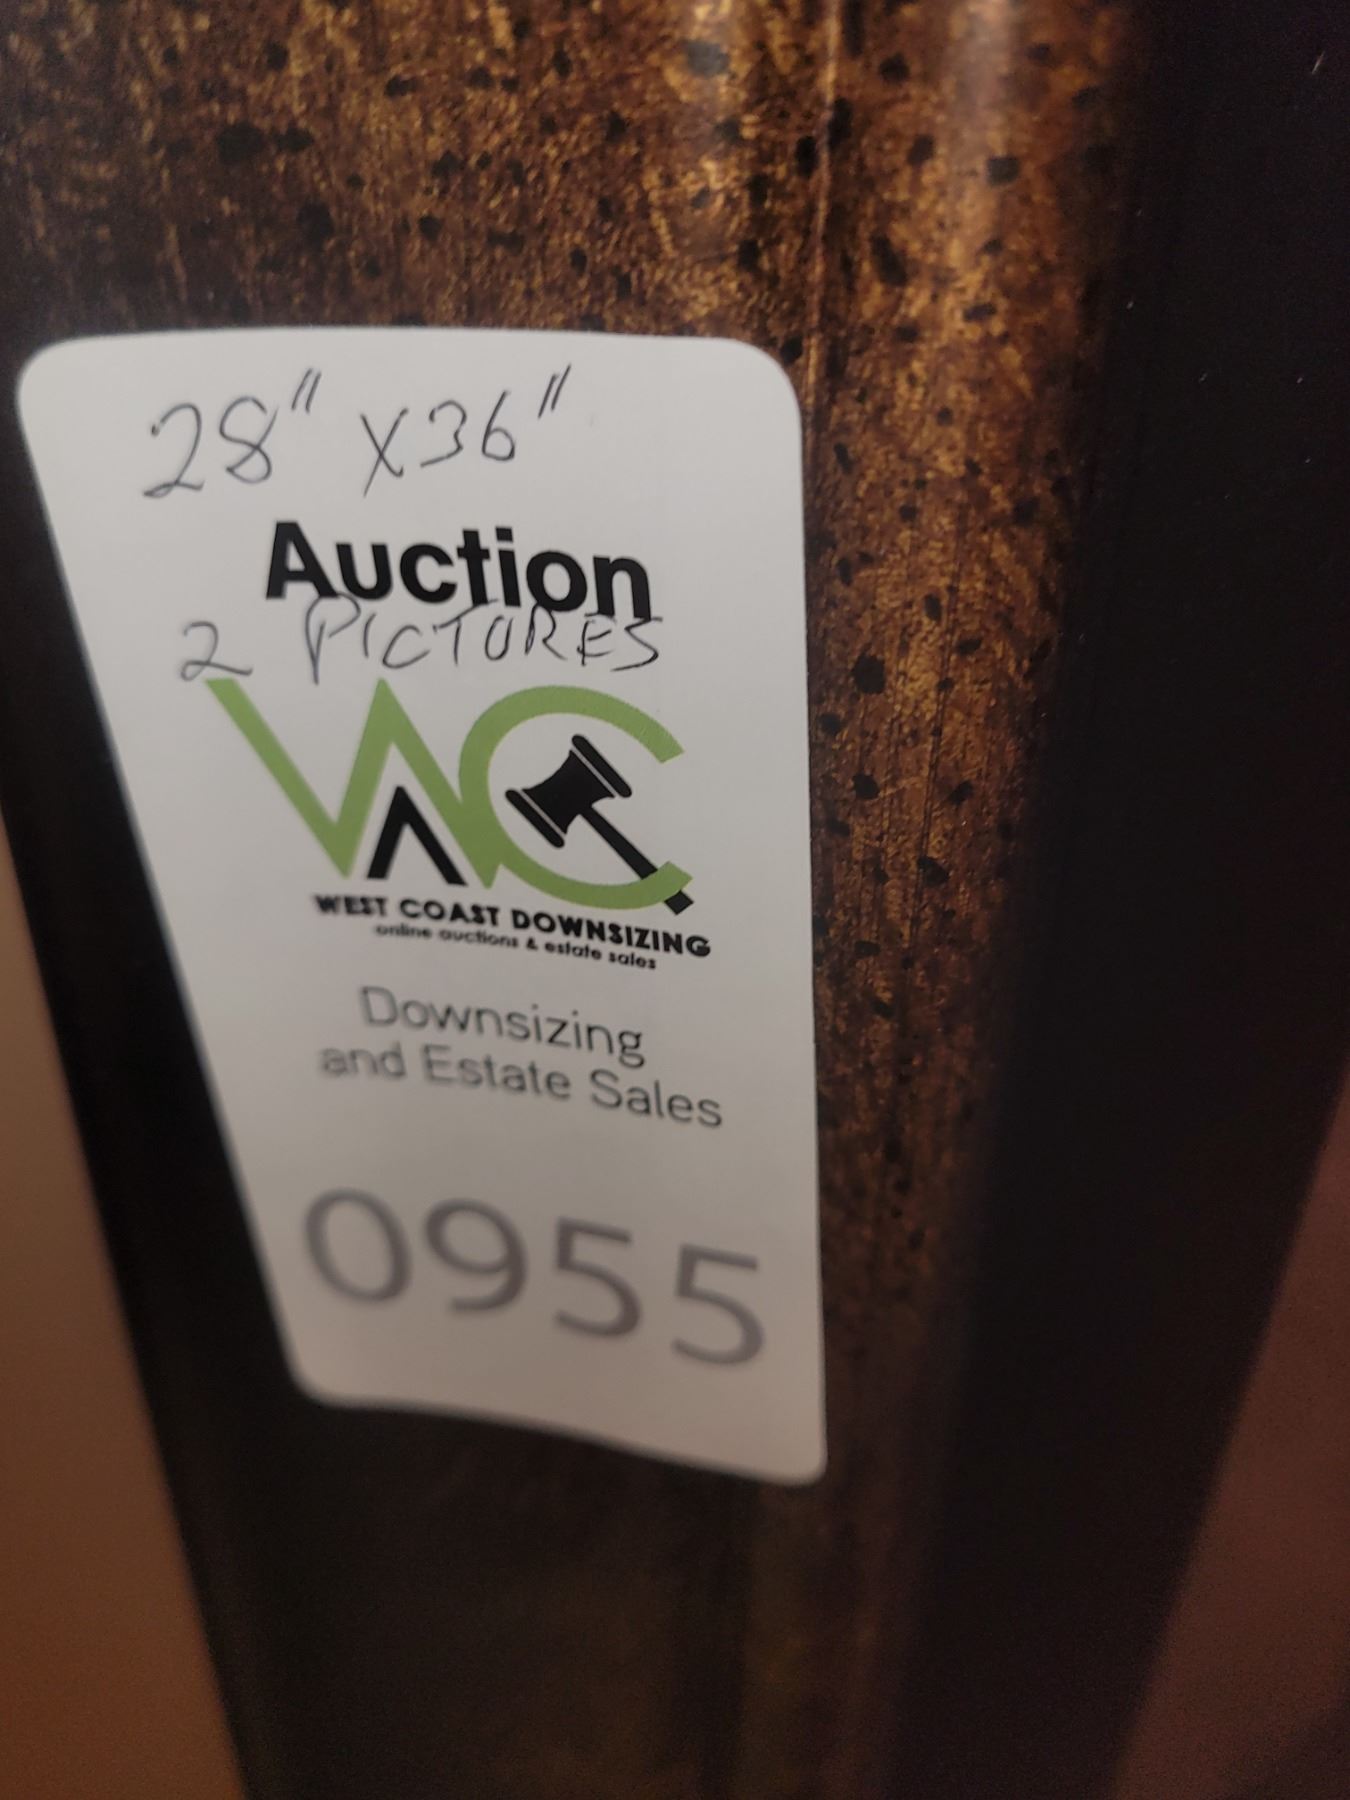 28" x 36"
Auction
2 PICTURES
WC
WEST COAST DOWNSIZING
online auctions & estate sales
Downsizing
and Estate Sales
0955